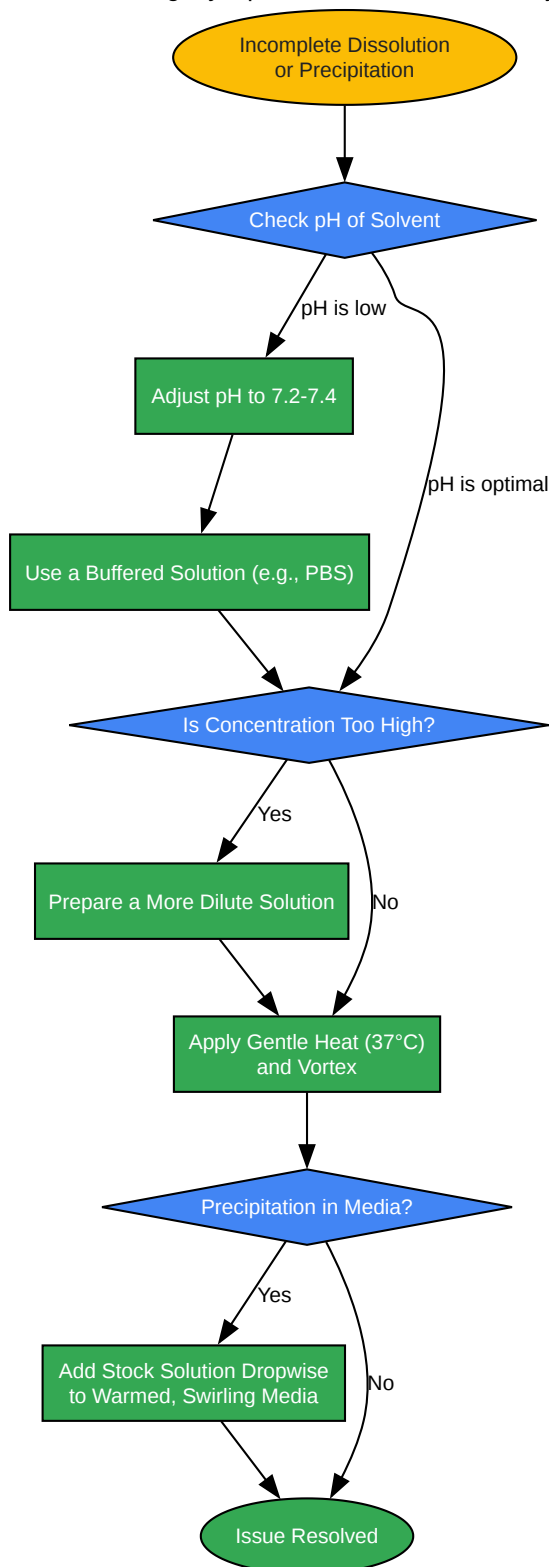 Incomplete Dissolution
or Precipitation
Check pH of Solvent
pH is low
Adjust pH to 7.2-7.4
pH is optimal
Use a Buffered Solution (e.g., PBS)
Is Concentration Too High?
Yes
Prepare a More Dilute Solution
No
Apply Gentle Heat (37°C)
and Vortex
Precipitation in Media?
Yes
Add Stock Solution Dropwise
to Warmed, Swirling Media
No
Issue Resolved